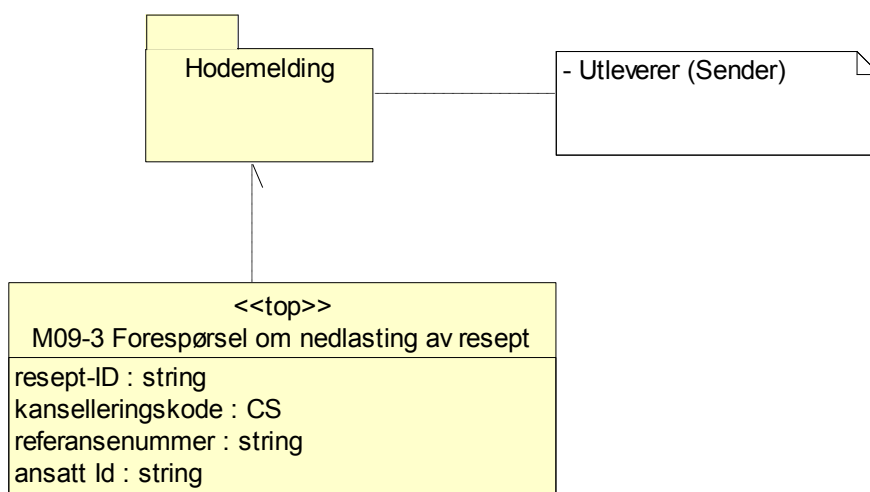 Hodemelding
- Utleverer (Sender)
<<top>>
M09-3 Forespørsel om nedlasting av resept
resept-ID : string
kanselleringskode : CS
referansenummer : string
ansatt Id : string